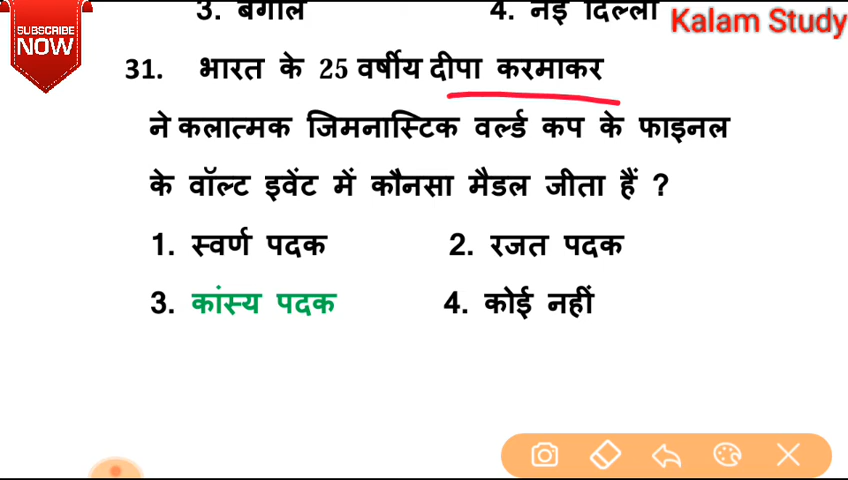 3. बंगाल 4. नई दिल्ली
Kalam Study
SUBSCRIBE
NOW
31. भारत के 25 वर्षीय दीपा करमाकर
ने कलात्मक जिमनास्टिक वर्ल्ड कप के फाइनल
के वॉल्ट इवेंट में कौनसा मैडल जीता हैं ?
1. स्वर्ण पदक 2. रजत पदक
3. कांस्य पदक 4. कोई नहीं